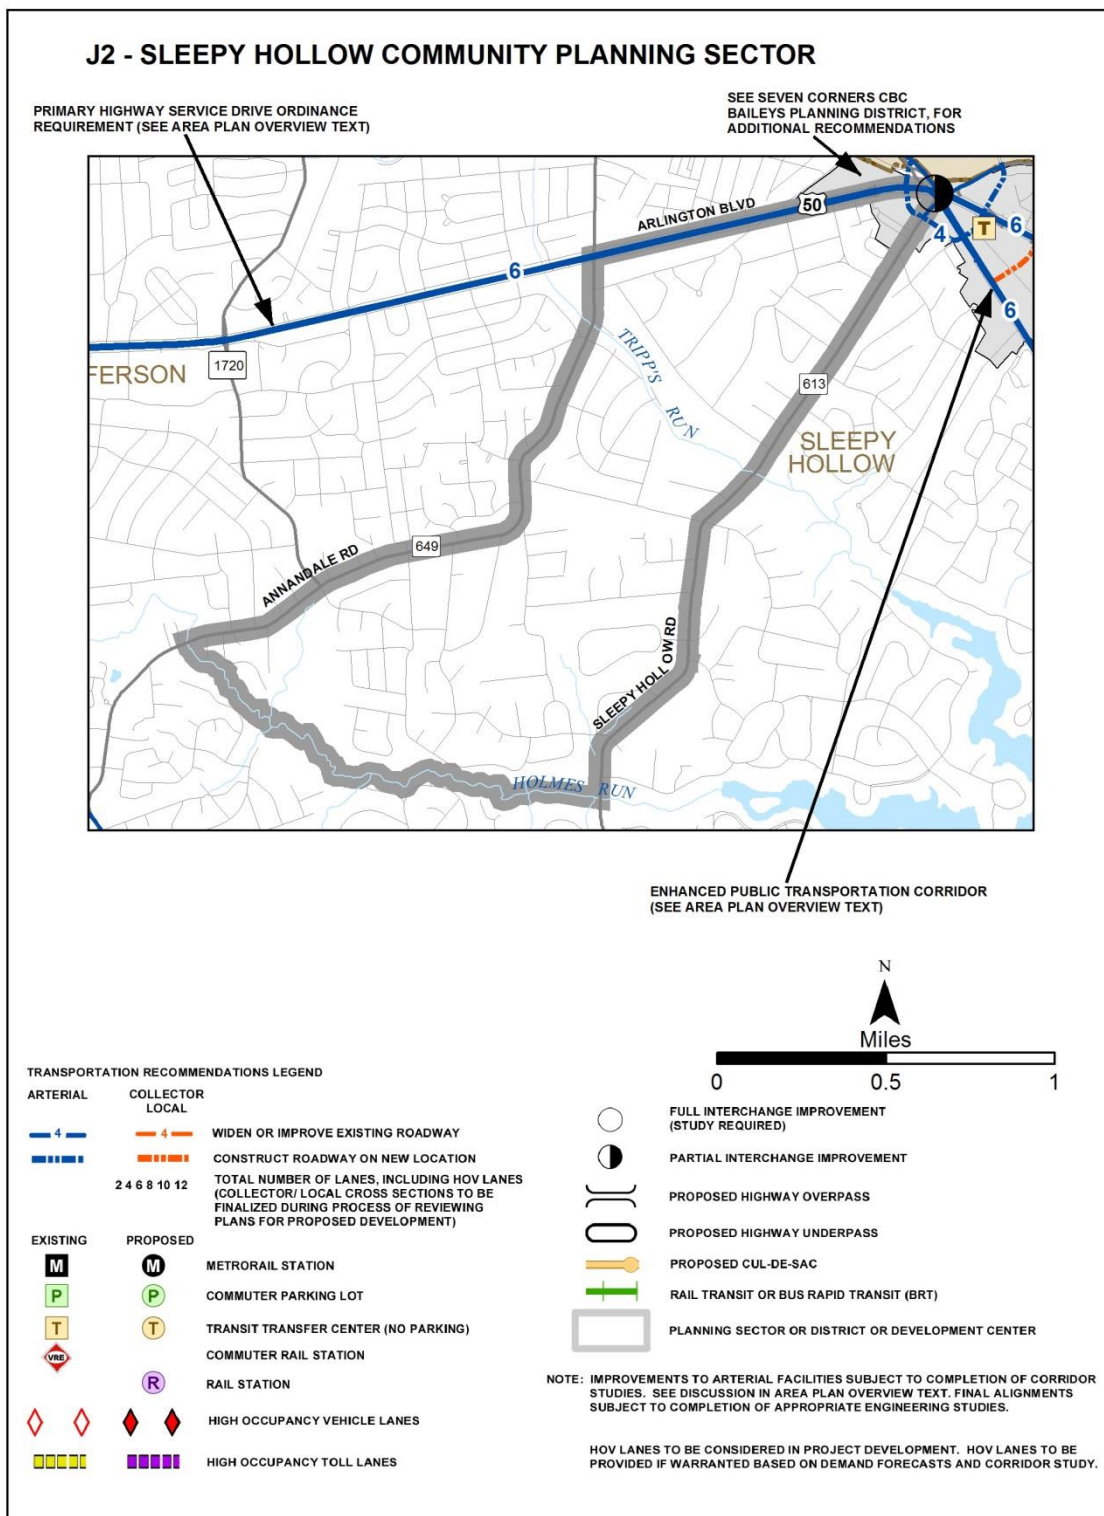 J2 - SLEEPY HOLLOW COMMUNITY PLANNING SECTOR
PRIMARY HIGHWAY SERVICE DRIVE ORDINANCE
REQUIREMENT (SEE AREA PLAN OVERVIEW TEXT)
SEE SEVEN CORNERS CBC
BAILEYS PLANNING DISTRICT, FOR
ADDITIONAL RECOMMENDATIONS
ARLINGTON BLVD
50
4
T
6
6
6
1720
FERSON
TRIPP'S
RUN
613
SLEEPY
HOLLOW
649
ANNANDALE RD
SLEEPY HOLLOW RD
HOLMES RUN
ENHANCED PUBLIC TRANSPORTATION CORRIDOR
(SEE AREA PLAN OVERVIEW TEXT)
N
Miles
0 0.5 1
TRANSPORTATION RECOMMENDATIONS LEGEND
ARTERIAL COLLECTOR
LOCAL
4 4 WIDEN OR IMPROVE EXISTING ROADWAY
CONSTRUCT ROADWAY ON NEW LOCATION
2 4 6 8 10 12 TOTAL NUMBER OF LANES, INCLUDING HOV LANES
(COLLECTOR/ LOCAL CROSS SECTIONS TO BE
FINALIZED DURING PROCESS OF REVIEWING
PLANS FOR PROPOSED DEVELOPMENT)
EXISTING PROPOSED
M M METRORAIL STATION
P P COMMUTER PARKING LOT
T T TRANSIT TRANSFER CENTER (NO PARKING)
VRE COMMUTER RAIL STATION
R RAIL STATION
HIGH OCCUPANCY VEHICLE LANES
HIGH OCCUPANCY TOLL LANES
FULL INTERCHANGE IMPROVEMENT
(STUDY REQUIRED)
PARTIAL INTERCHANGE IMPROVEMENT
PROPOSED HIGHWAY OVERPASS
PROPOSED HIGHWAY UNDERPASS
PROPOSED CUL-DE-SAC
RAIL TRANSIT OR BUS RAPID TRANSIT (BRT)
PLANNING SECTOR OR DISTRICT OR DEVELOPMENT CENTER
NOTE: IMPROVEMENTS TO ARTERIAL FACILITIES SUBJECT TO COMPLETION OF CORRIDOR
STUDIES. SEE DISCUSSION IN AREA PLAN OVERVIEW TEXT. FINAL ALIGNMENTS
SUBJECT TO COMPLETION OF APPROPRIATE ENGINEERING STUDIES.
HOV LANES TO BE CONSIDERED IN PROJECT DEVELOPMENT. HOV LANES TO BE
PROVIDED IF WARRANTED BASED ON DEMAND FORECASTS AND CORRIDOR STUDY.